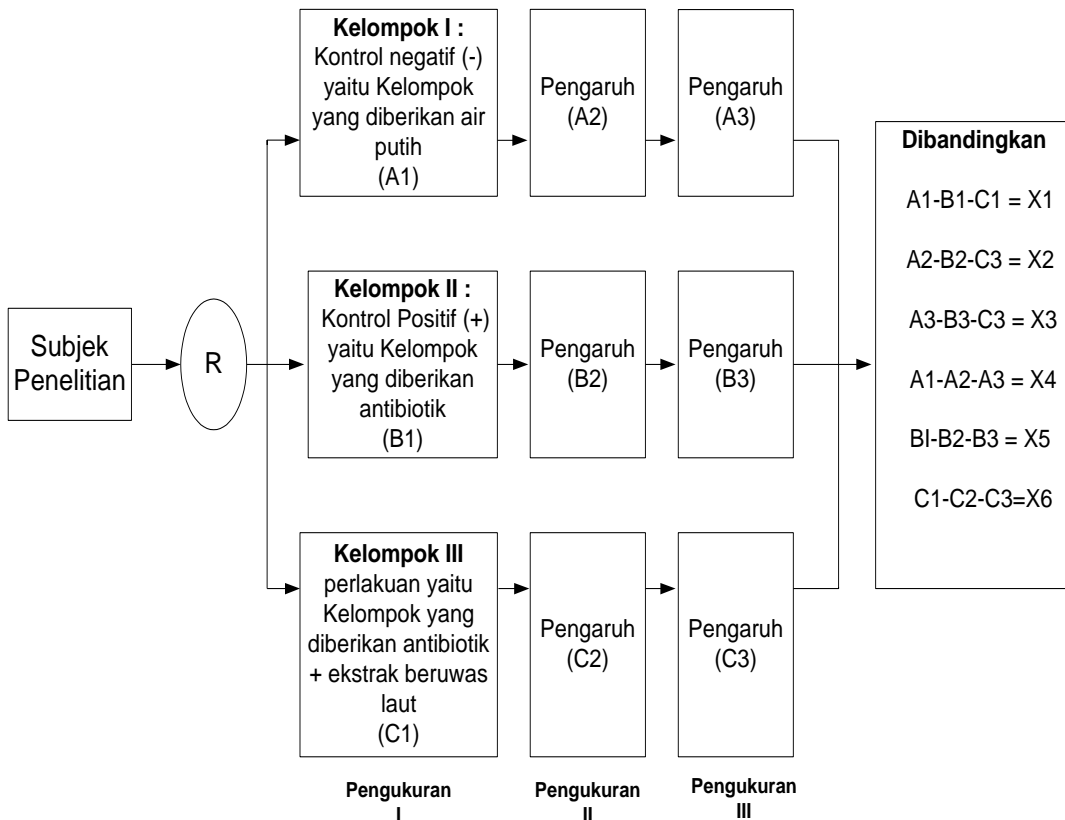 Subjek
Penelitian
R
Kelompok I :
Kontrol negatif (-)
yaitu Kelompok
yang diberikan air
putih
(A1)
Pengaruh
(A2)
Pengaruh
(A3)
Kelompok II :
Kontrol Positif (+)
yaitu Kelompok
yang diberikan
antibiotik
(B1)
Pengaruh
(B2)
Pengaruh
(B3)
Kelompok III
perlakuan yaitu
Kelompok yang
diberikan antibiotik
+ ekstrak beruwas
laut
(C1)
Pengaruh
(C2)
Pengaruh
(C3)
Dibandingkan
A1-B1-C1 = X1
A2-B2-C3 = X2
A3-B3-C3 = X3
A1-A2-A3 = X4
BI-B2-B3 = X5
C1-C2-C3=X6
Pengukuran
I
Pengukuran
II
Pengukuran
III